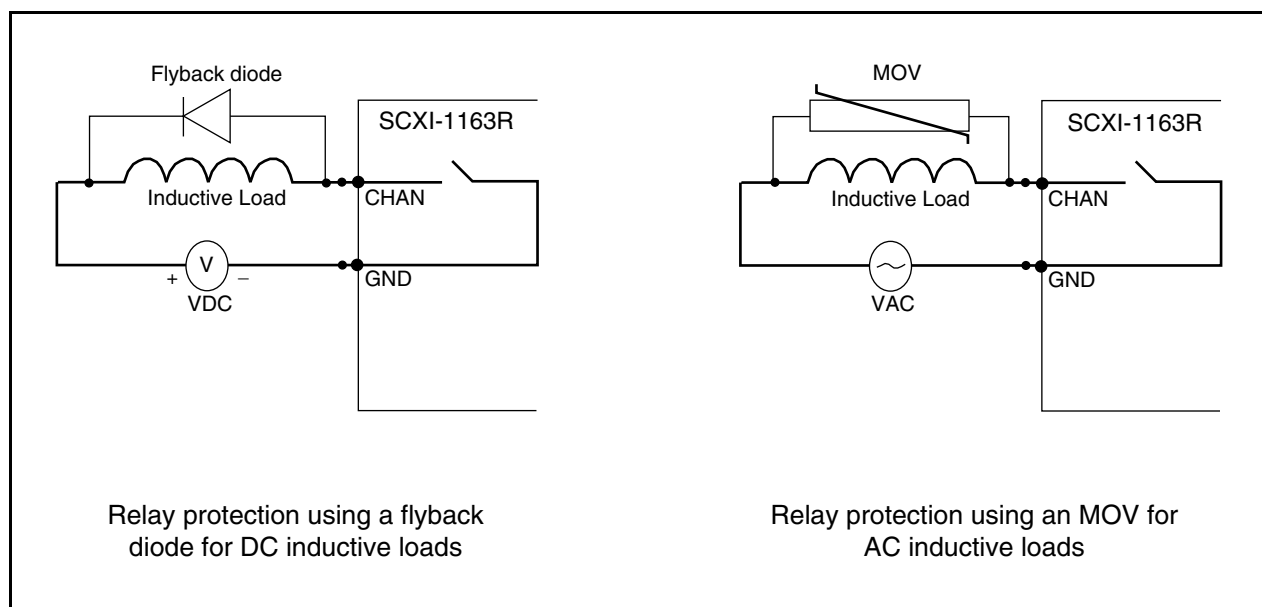 Flyback diode
SCXI-1163R
Inductive Load
CHAN
V
+
−
VDC
GND
Relay protection using a flyback
diode for DC inductive loads
MOV
SCXI-1163R
Inductive Load
CHAN
VAC
GND
Relay protection using an MOV for
AC inductive loads